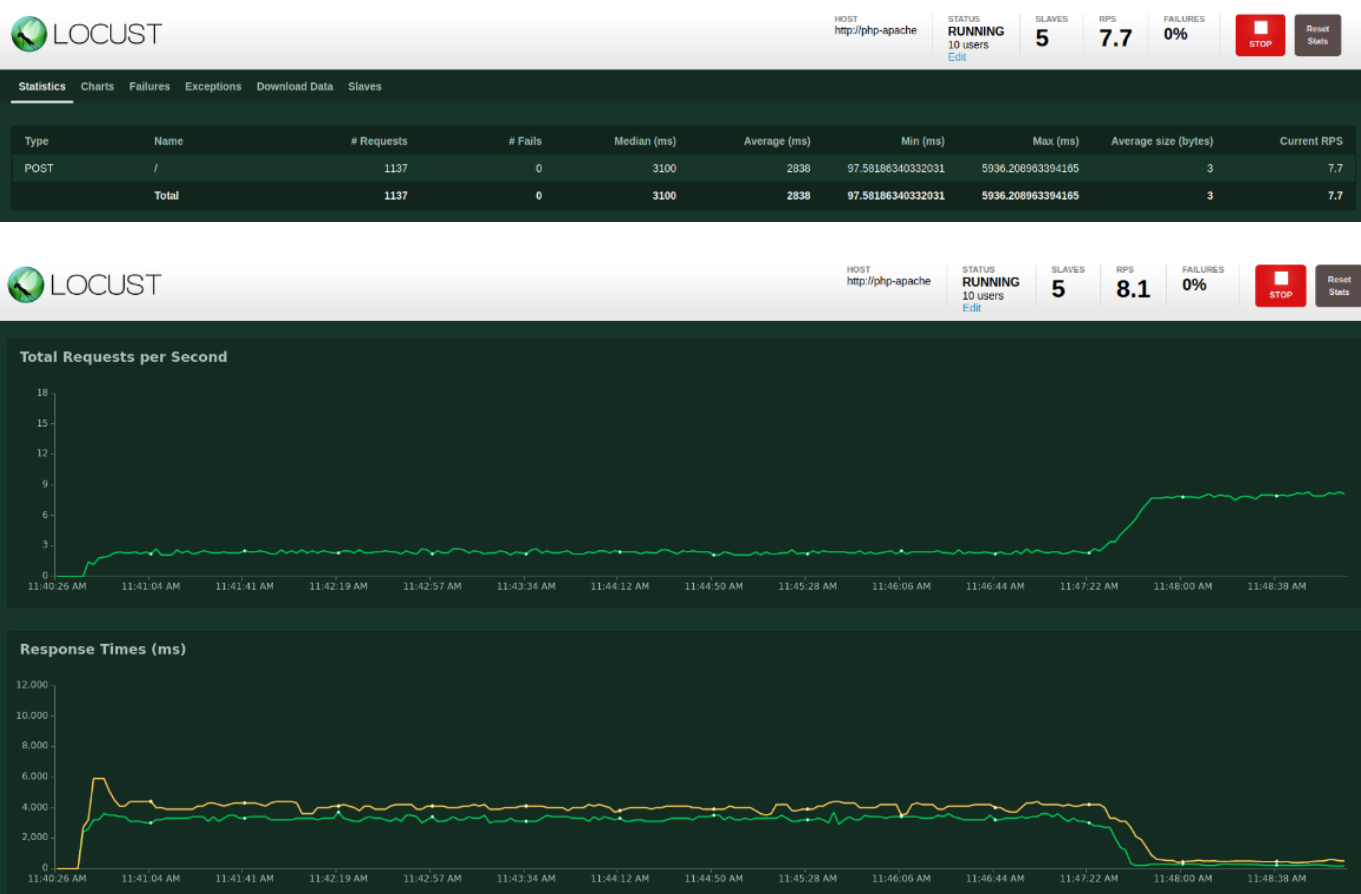 LOCUST
HOST
http://php-apache
STATUS
RUNNING
10 users
Edit
SLAVES
5
RPS
7.7
FAILURES
0%
STOP
Reset
Stats
Statistics Charts Failures Exceptions Download Data Slaves
Type Name # Requests # Fails Median (ms) Average (ms) Min (ms) Max (ms) Average size (bytes) Current RPS
POST / 1137 0 3100 2838 97.58186340332031 5936.208963394165 3 7.7
Total 1137 0 3100 2838 97.58186340332031 5936.208963394165 3 7.7
LOCUST
HOST
http://php-apache
STATUS
RUNNING
10 users
Edit
SLAVES
5
RPS
8.1
FAILURES
0%
STOP
Reset
Stats
Total Requests per Second
18
15
12
9
6
3
0
11:40:26 AM 11:41:04 AM 11:41:41 AM 11:42:19 AM 11:42:57 AM 11:43:34 AM 11:44:12 AM 11:44:50 AM 11:45:28 AM 11:46:06 AM 11:46:44 AM 11:47:22 AM 11:48:00 AM 11:48:38 AM
Response Times (ms)
12,000
10,000
8,000
6,000
4,000
2,000
0
11:40:26 AM 11:41:04 AM 11:41:41 AM 11:42:19 AM 11:42:57 AM 11:43:34 AM 11:44:12 AM 11:44:50 AM 11:45:28 AM 11:46:06 AM 11:46:44 AM 11:47:22 AM 11:48:00 AM 11:48:38 AM